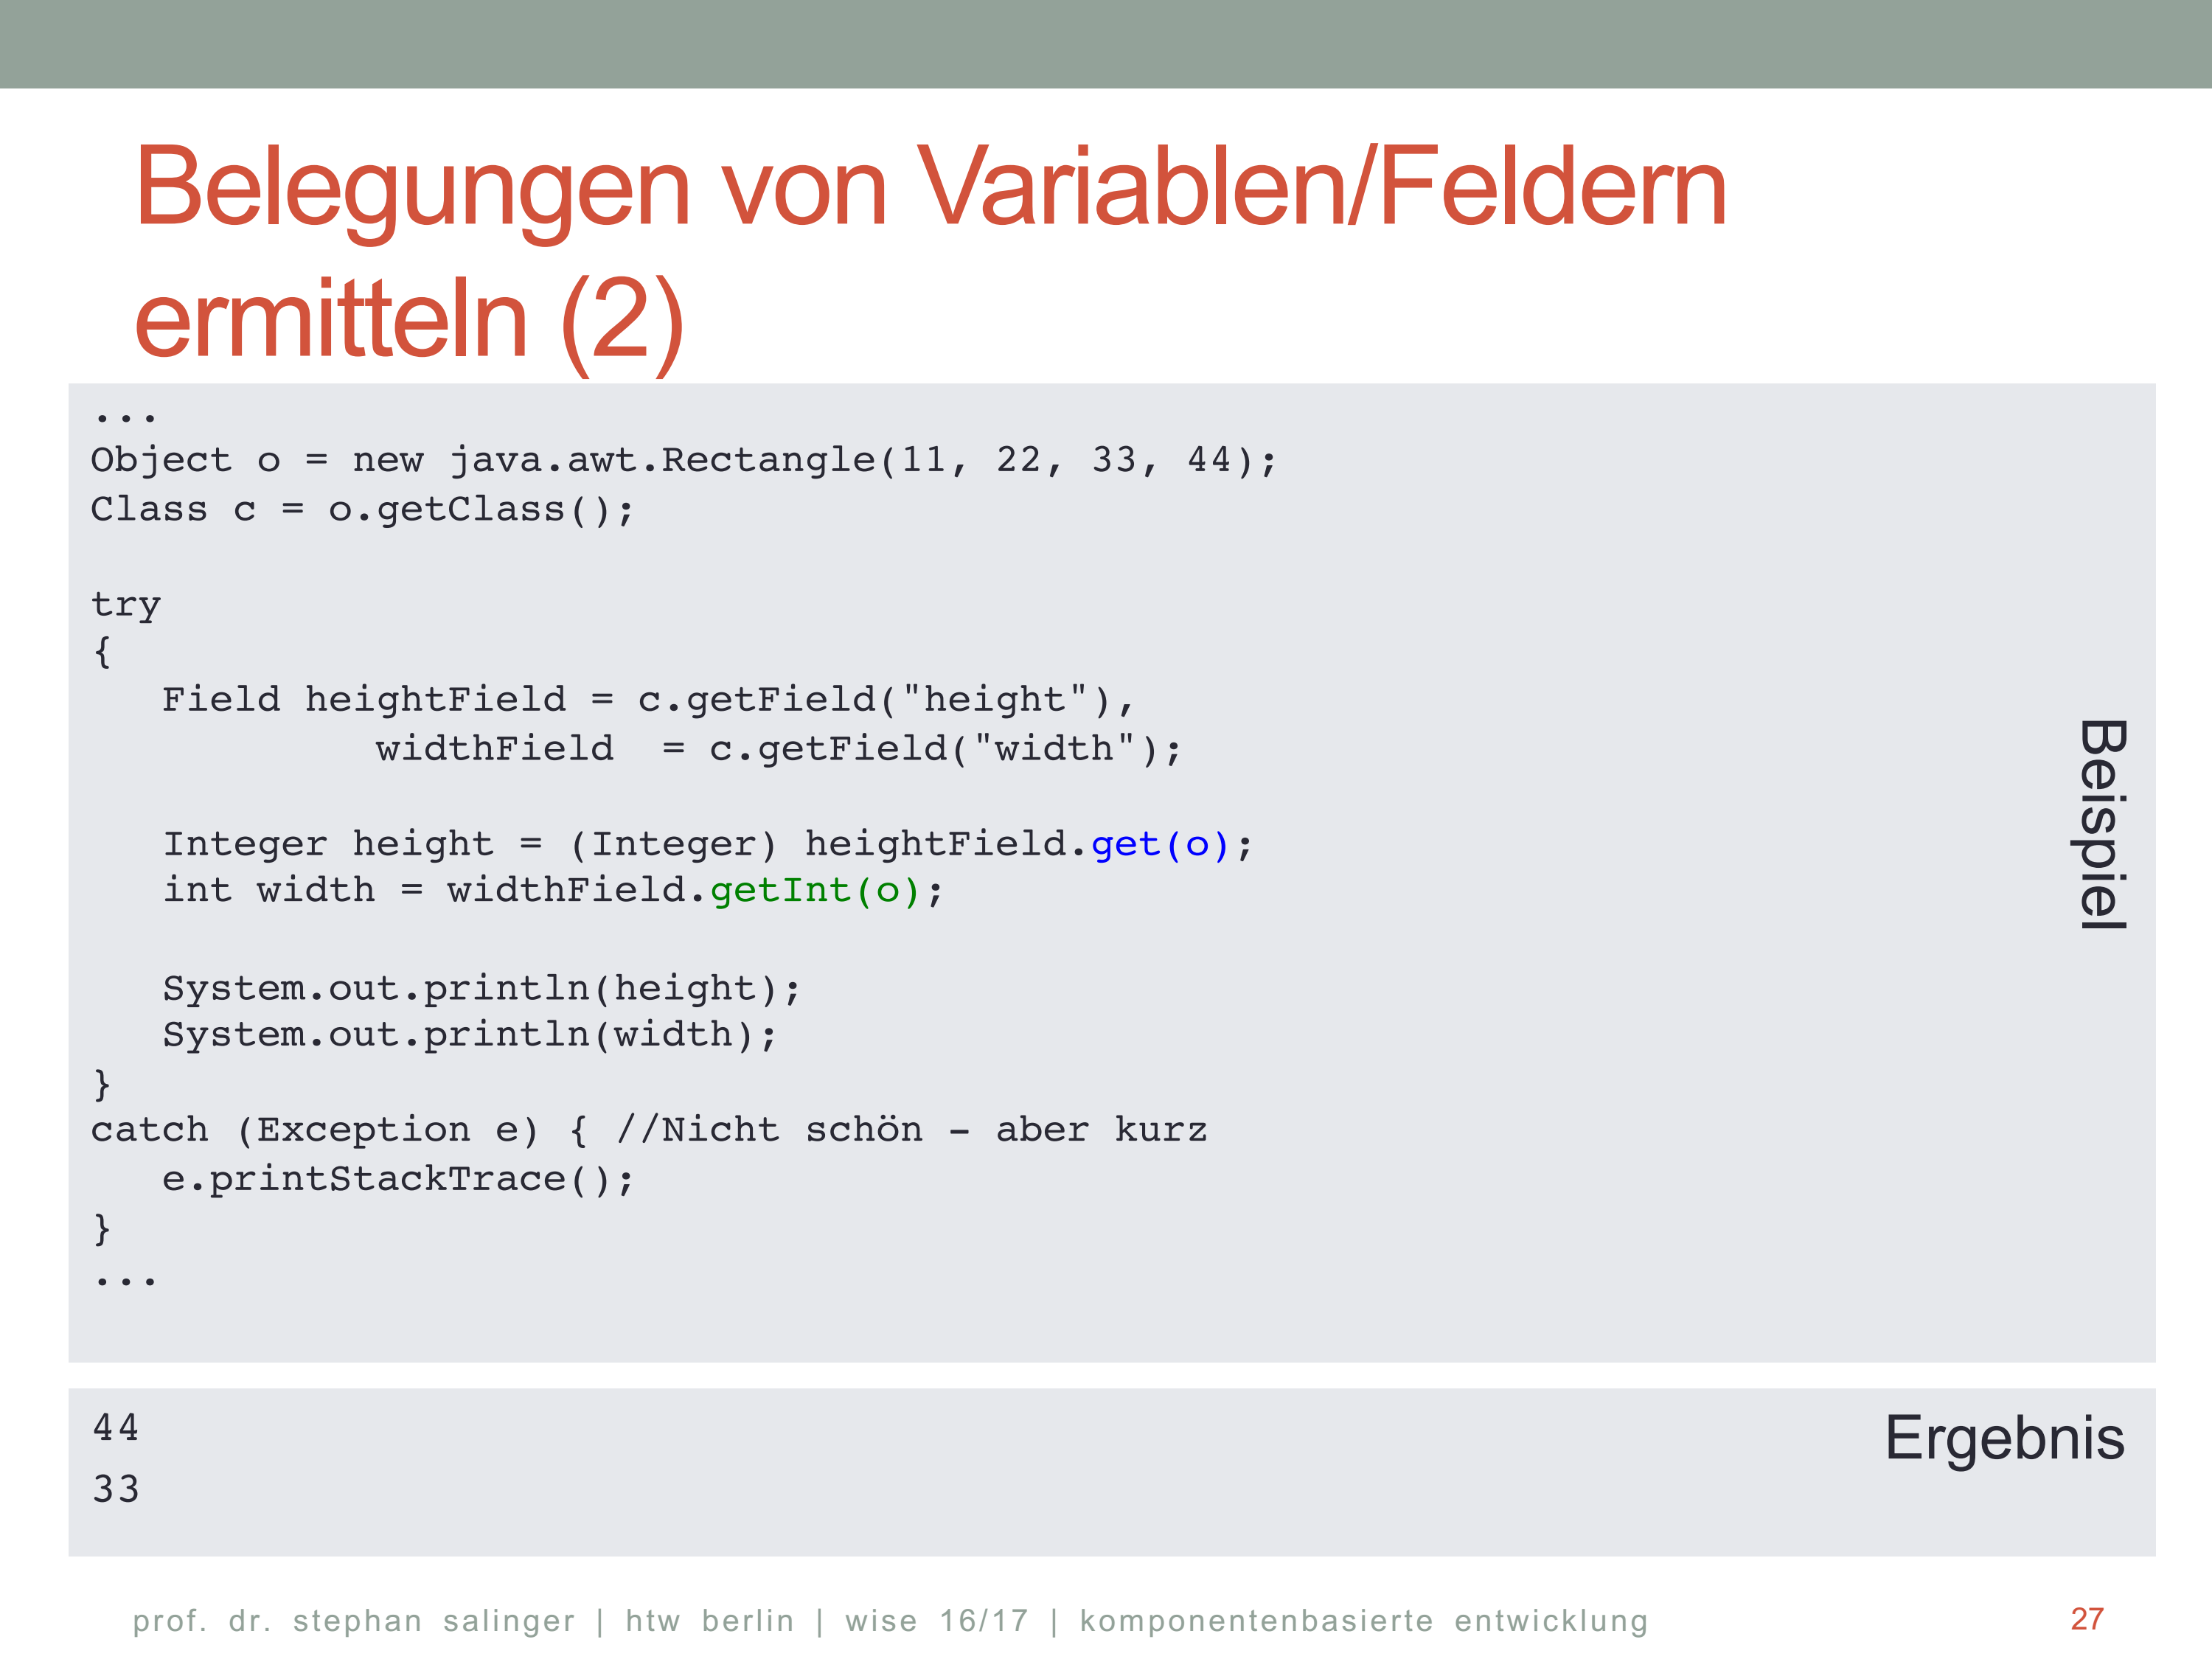 Belegungen von Variablen/Feldern
ermitteln (2)
...
Object o = new java.awt.Rectangle(11, 22, 33, 44);
Class c = o.getClass();
try
{
   Field heightField = c.getField("height"),
            widthField  = c.getField("width");
   Integer height = (Integer) heightField.get(o);
   int width = widthField.getInt(o);
   System.out.println(height);
   System.out.println(width);
}
catch (Exception e) { //Nicht schön – aber kurz
   e.printStackTrace();
}
...
Beispiel
44
33
Ergebnis
prof. dr. stephan salinger | htw berlin | wise 16/17 | komponentenbasierte entwicklung
27